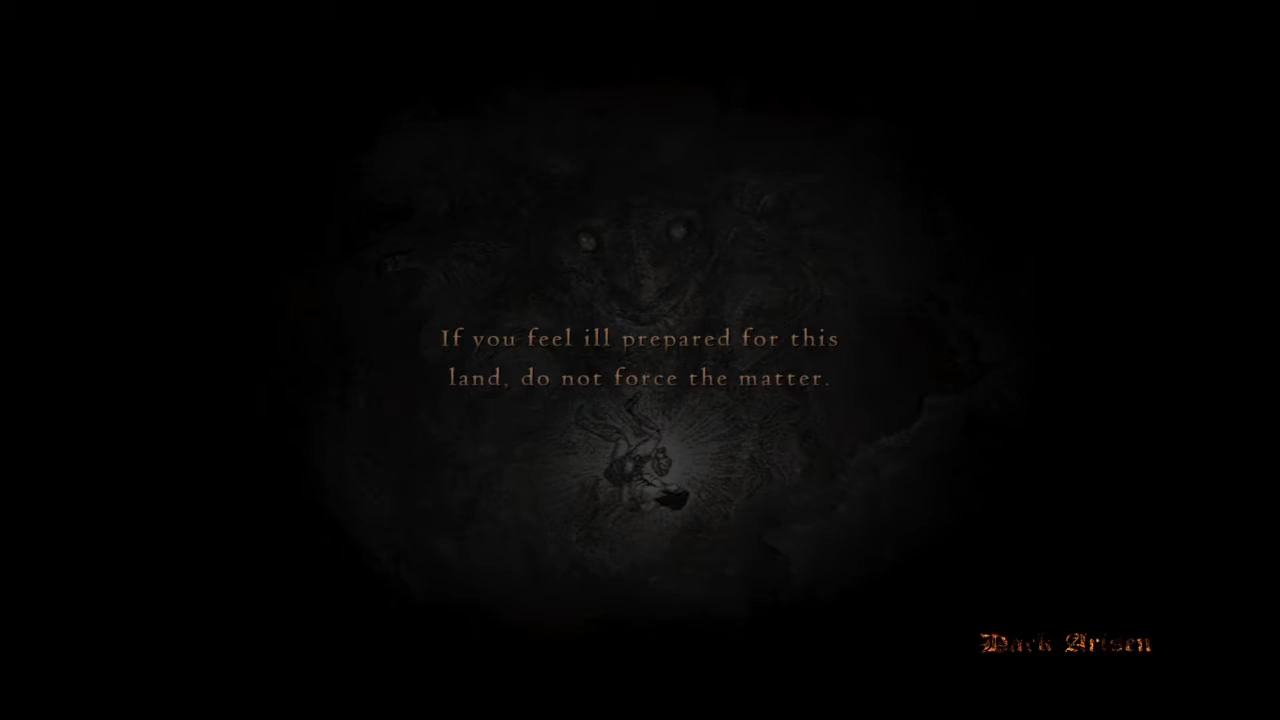 If you feel ill prepared for this
land, do not force the matter.
Dark Arisen